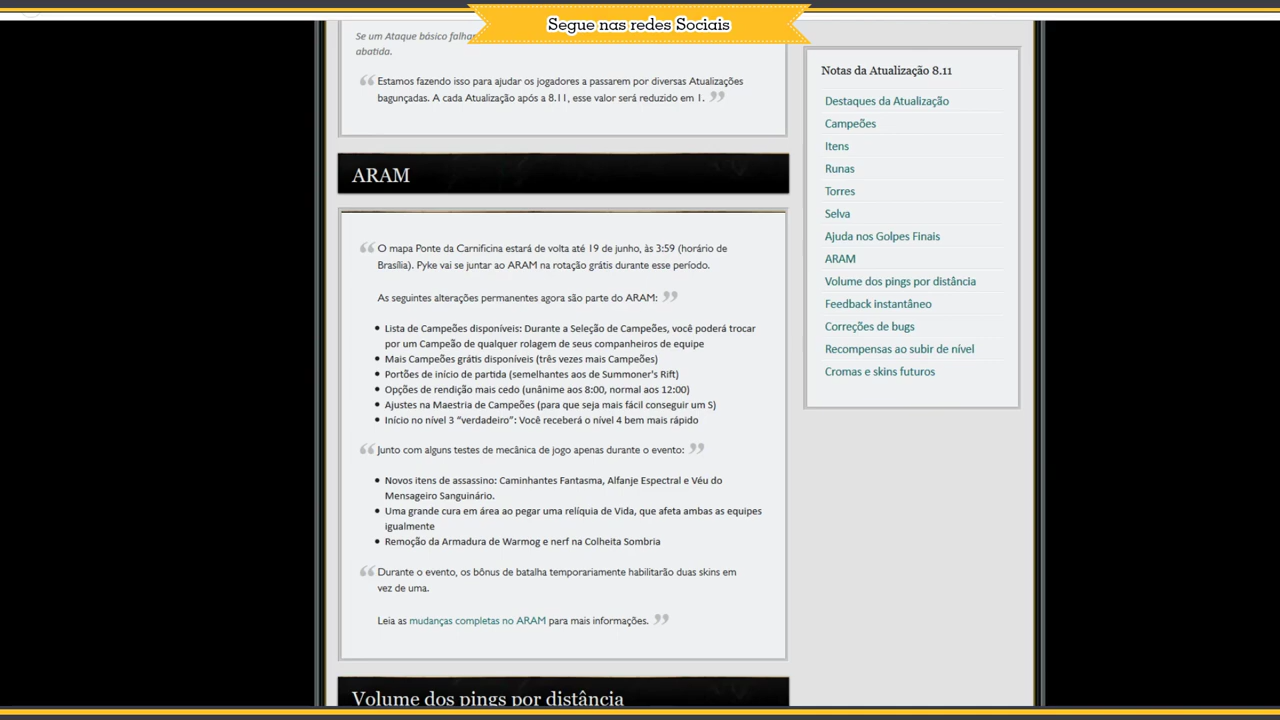 Segue nas redes Sociais
Se um Ataque básico falhar
abatida.
Estamos fazendo isso para ajudar os jogadores a passarem por diversas Atualizações
bagunçadas. A cada Atualização após a 8.11, esse valor será reduzido em 1.
ARAM
O mapa Ponte da Carnificina estará de volta até 19 de junho, às 3:59 (horário de
Brasília). Pyke vai se juntar ao ARAM na rotação grátis durante esse período.
As seguintes alterações permanentes agora são parte do ARAM:
Lista de Campeões disponíveis: Durante a Seleção de Campeões, você poderá trocar
por um Campeão de qualquer rolagem de seus companheiros de equipe
Mais Campeões grátis disponíveis (três vezes mais Campeões)
Portões de início de partida (semelhantes aos de Summoner's Rift)
Opções de rendição mais cedo (unânime aos 8:00, normal aos 12:00)
Ajustes na Maestria de Campeões (para que seja mais fácil conseguir um S)
Início no nível 3 “verdadeiro”: Você receberá o nível 4 bem mais rápido
Junto com alguns testes de mecânica de jogo apenas durante o evento:
Novos itens de assassino: Caminhantes Fantasma, Alfanje Espectral e Véu do
Mensageiro Sanguinário.
Uma grande cura em área ao pegar uma relíquia de Vida, que afeta ambas as equipes
igualmente
Remoção da Armadura de Warmog e nerf na Colheita Sombria
Durante o evento, os bônus de batalha temporariamente habilitarão duas skins em
vez de uma.
Leia as mudanças completas no ARAM para mais informações.
Volume dos pings por distância
Notas da Atualização 8.11
Destaques da Atualização
Campeões
Itens
Runas
Torres
Selva
Ajuda nos Golpes Finais
ARAM
Volume dos pings por distância
Feedback instantâneo
Correções de bugs
Recompensas ao subir de nível
Cromas e skins futuros